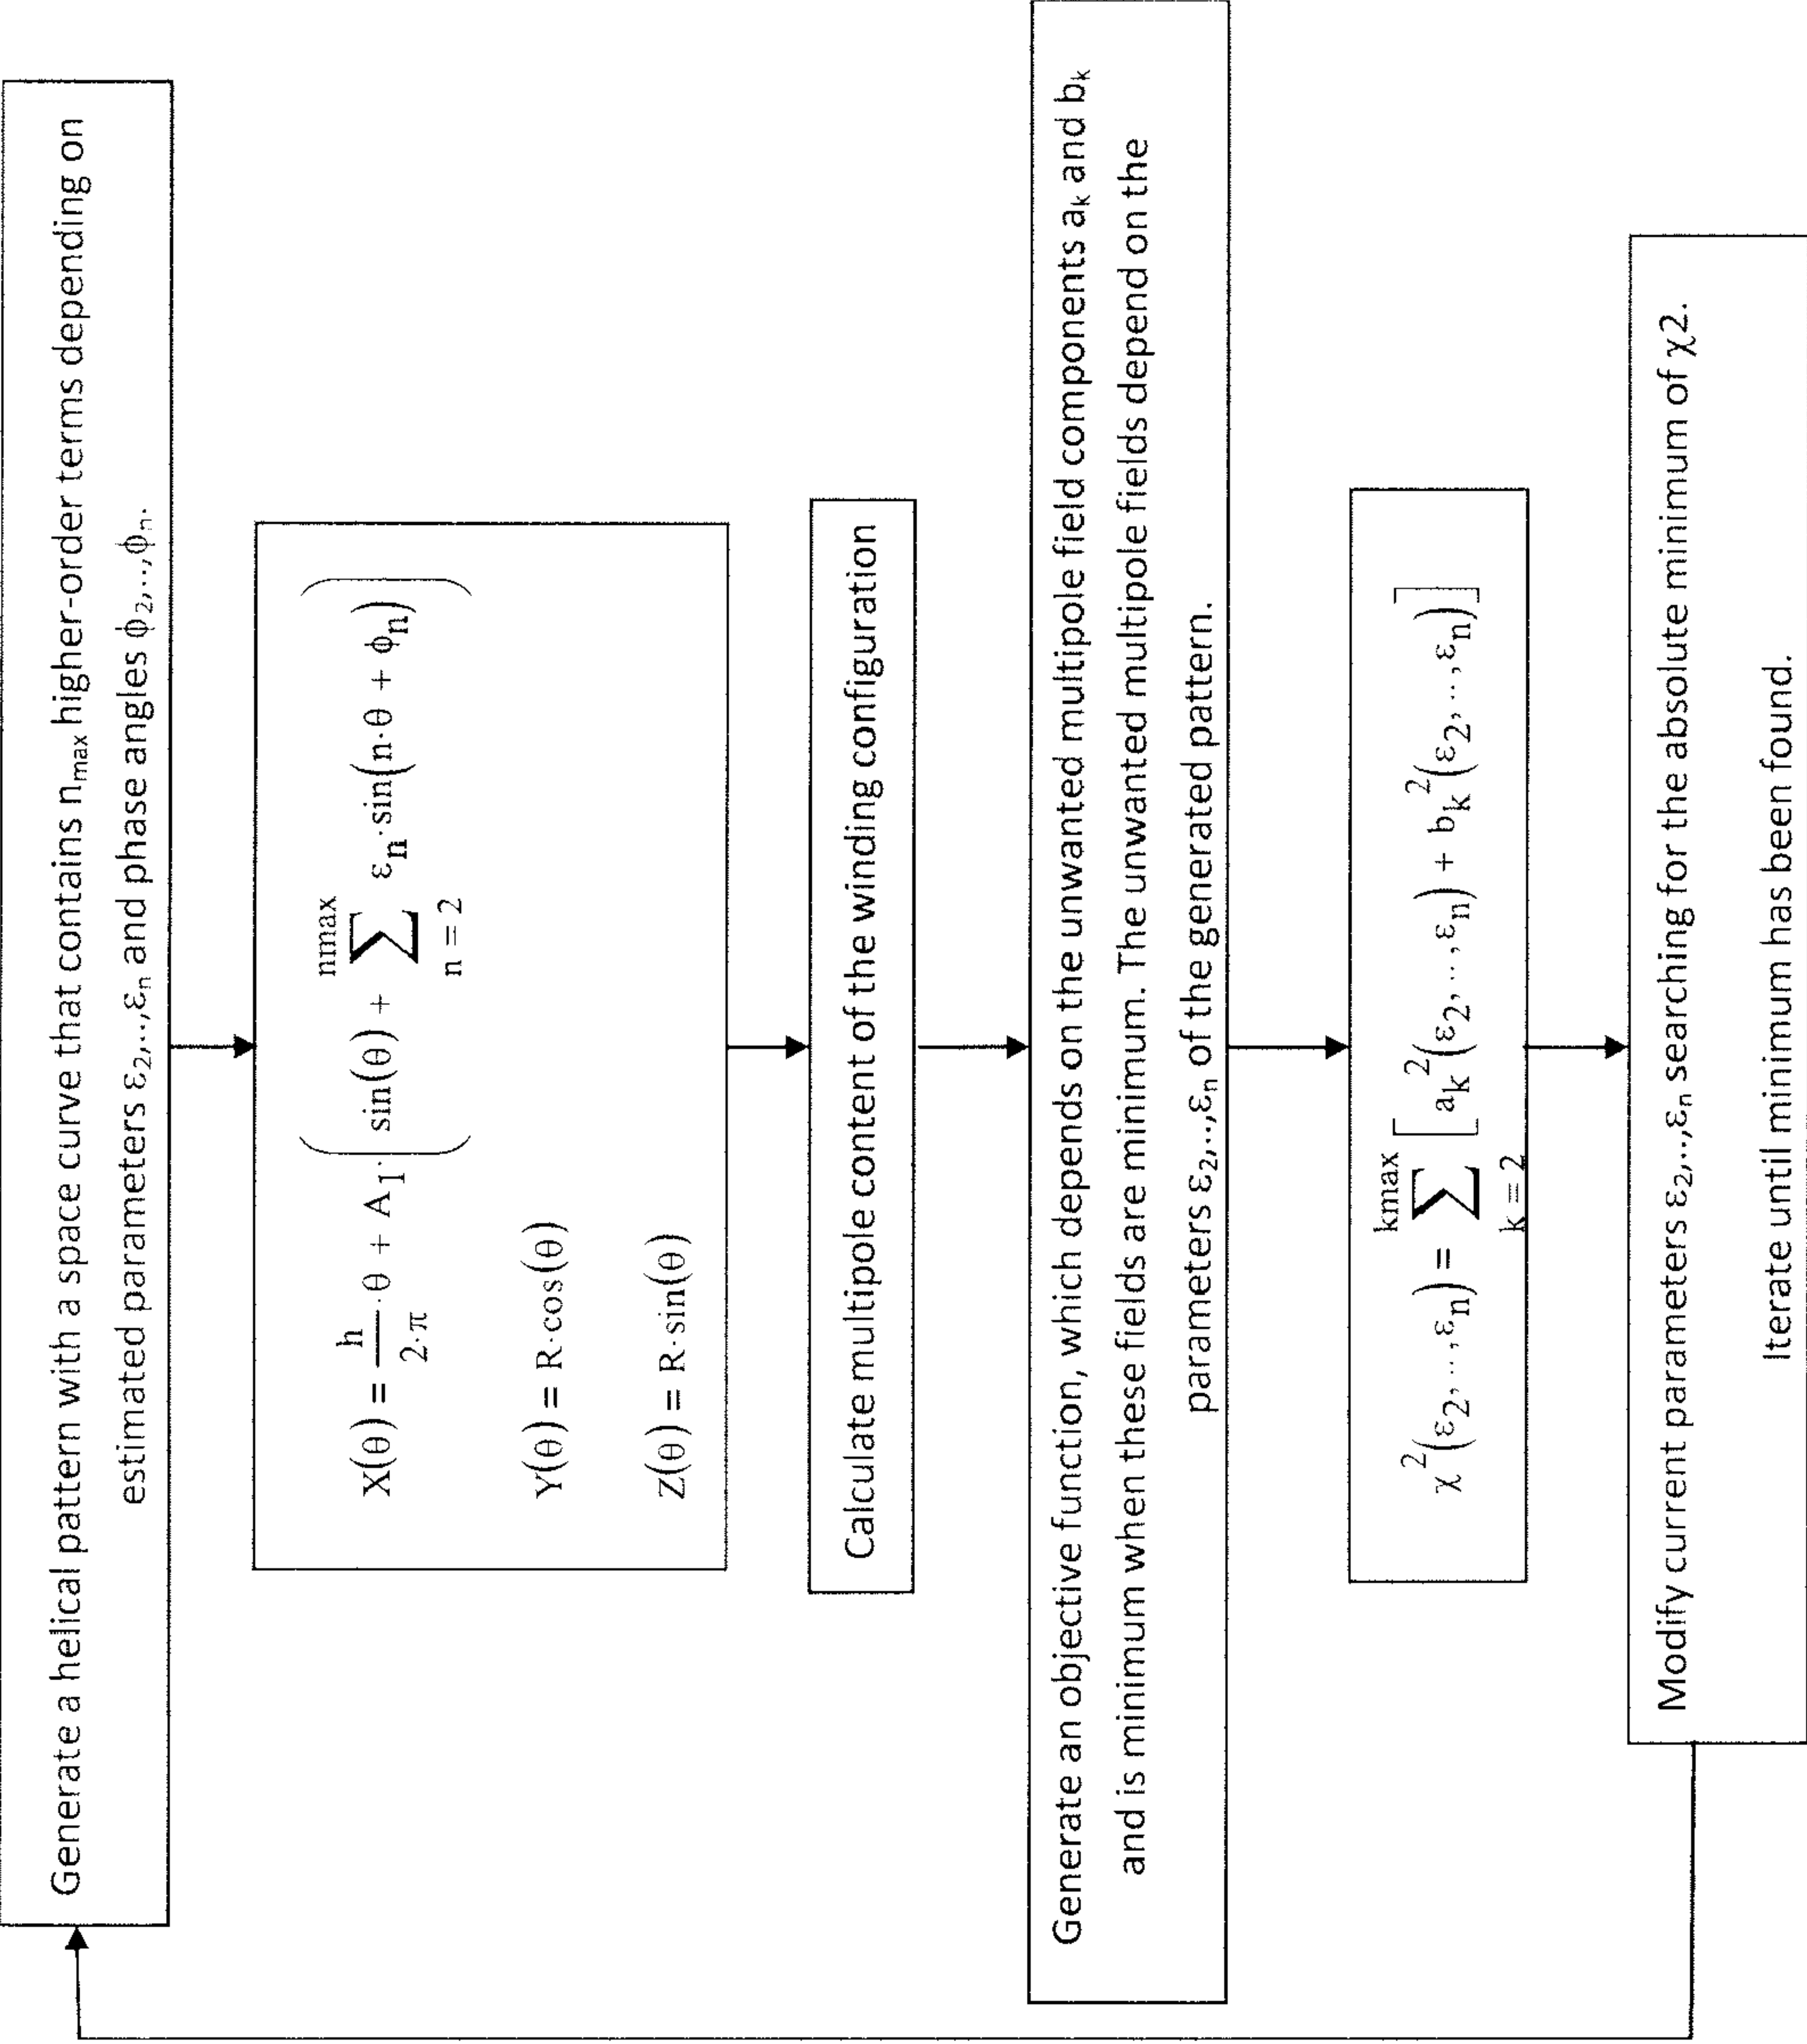 Generate a helical pattern with a space curve that contains n_max higher-order terms depending on
estimated parameters ε₂,..,εₙ and phase angles ϕ₂,..,ϕₙ.
X(θ) = h/(2·π)·θ + A₁·( sin(θ) + ∑_{n = 2}^{nmax} εₙ·sin(n·θ + ϕₙ) )
Y(θ) = R·cos(θ)
Z(θ) = R·sin(θ)
Calculate multipole content of the winding configuration
Generate an objective function, which depends on the unwanted multipole field components aₖ and bₖ
and is minimum when these fields are minimum. The unwanted multipole fields depend on the
parameters ε₂,..,εₙ of the generated pattern.
χ²(ε₂,..,εₙ) = ∑_{k = 2}^{kmax} [ aₖ²(ε₂,..,εₙ) + bₖ²(ε₂,..,εₙ) ]
Modify current parameters ε₂,..,εₙ searching for the absolute minimum of χ2.
Iterate until minimum has been found.